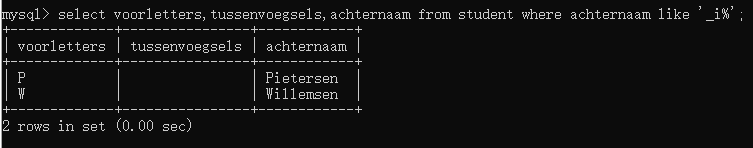 mysql> select voorletters,tussenvoegsels,achternaam from student where achternaam like '_i%';
+-------------+----------------+------------+
| voorletters | tussenvoegsels | achternaam |
+-------------+----------------+------------+
| P           |                | Pietersen  |
| W           |                | Willemsen  |
+-------------+----------------+------------+
2 rows in set (0.00 sec)